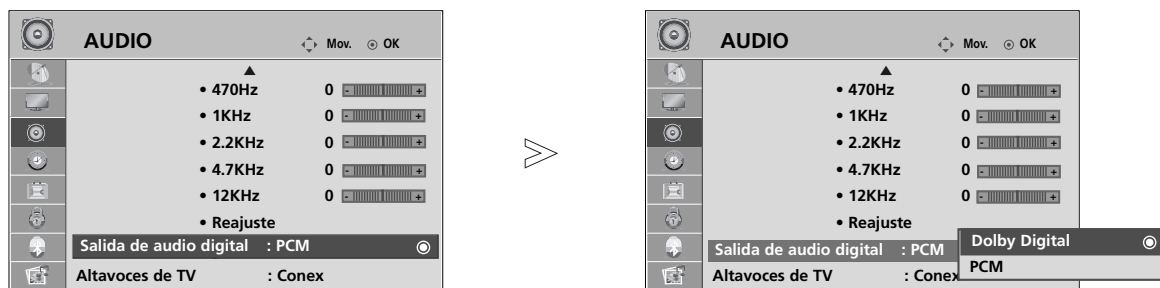 AUDIO Mov. OK
• 470Hz 0 - +
• 1KHz 0 - +
• 2.2KHz 0 - +
• 4.7KHz 0 - +
• 12KHz 0 - +
• Reajuste
Salida de audio digital : PCM
Altavoces de TV : Conex
AUDIO Mov. OK
• 470Hz 0 - +
• 1KHz 0 - +
• 2.2KHz 0 - +
• 4.7KHz 0 - +
• 12KHz 0 - +
• Reajuste
Salida de audio digital : PCM
Altavoces de TV : Conex
Dolby Digital
PCM